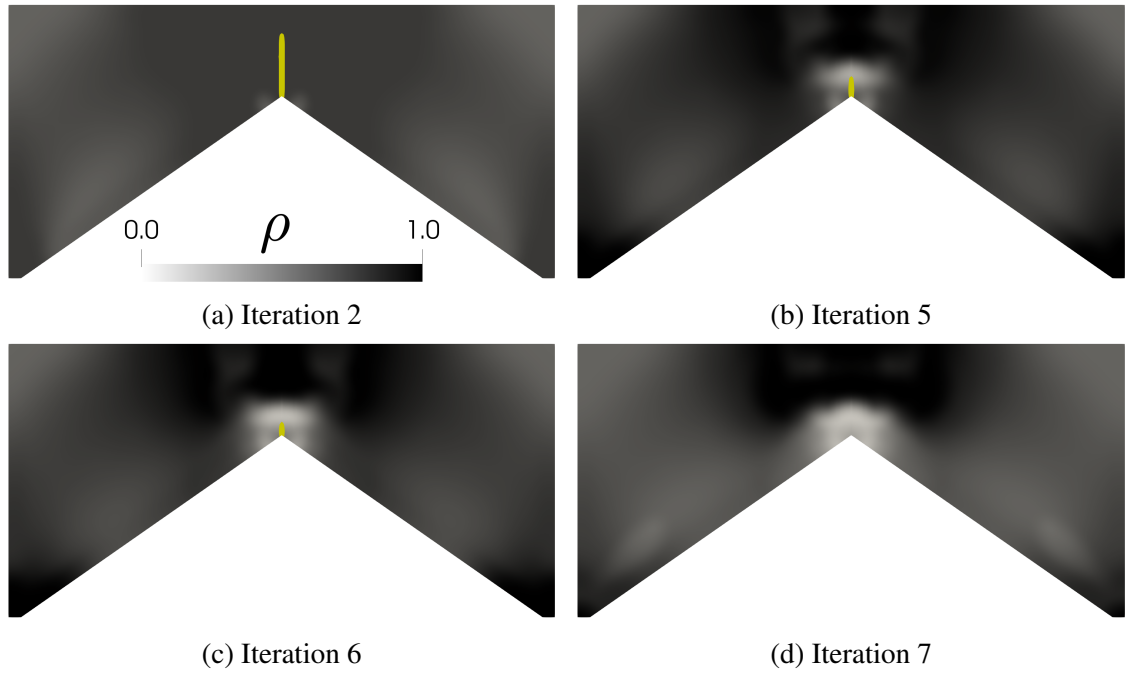 0.0 ρ 1.0
(a) Iteration 2
(b) Iteration 5
(c) Iteration 6
(d) Iteration 7